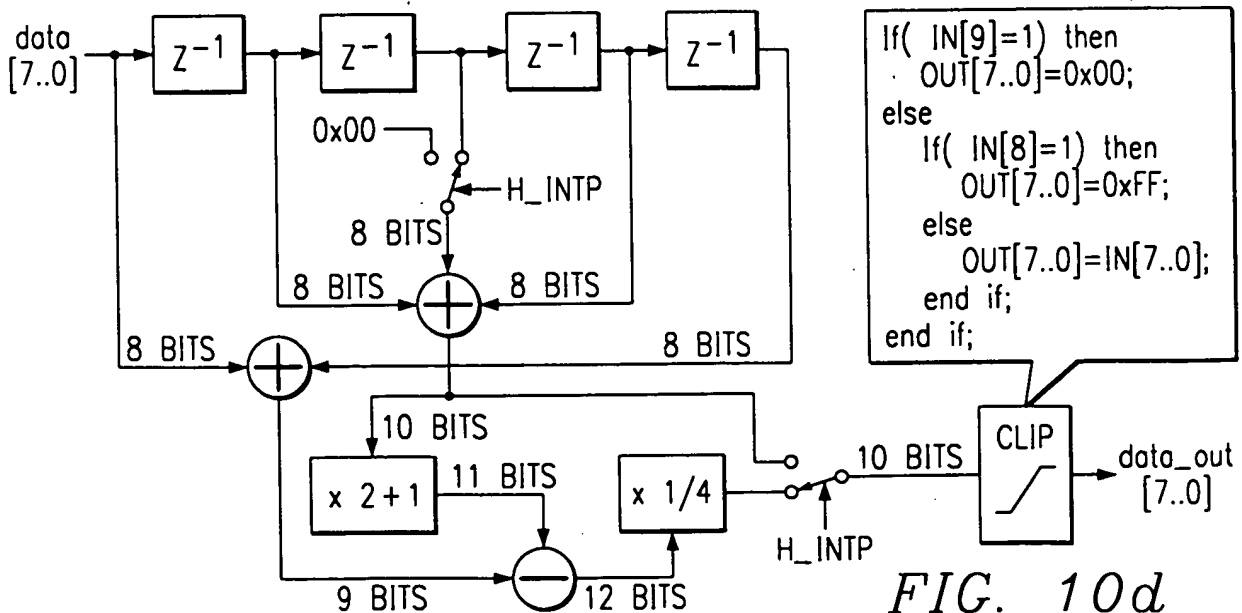 data
[7..0]
Z⁻¹
Z⁻¹
Z⁻¹
Z⁻¹
0x00
H_INTP
8 BITS
8 BITS
8 BITS
+
8 BITS
8 BITS
+
10 BITS
x 2+1
11 BITS
x 1/4
−
9 BITS
12 BITS
H_INTP
10 BITS
CLIP
data_out
[7..0]
If( IN[9]=1) then
OUT[7..0]=0x00;
else
If( IN[8]=1) then
OUT[7..0]=0xFF;
else
OUT[7..0]=IN[7..0];
end if;
end if;
FIG. 10d